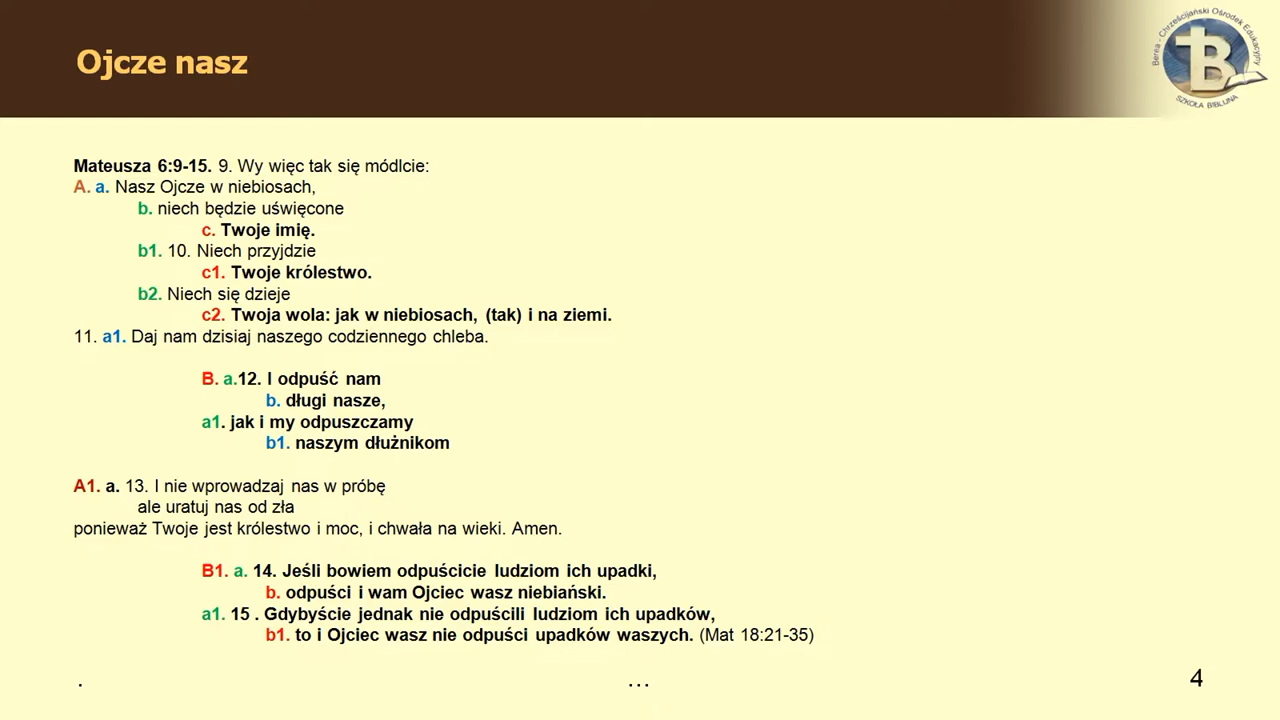 Ojcze nasz
Berea - Chrześcijański Ośrodek Edukacyjny
B
SZKOŁA BIBLIJNA
Mateusza 6:9-15. 9. Wy więc tak się módlcie:
A. a. Nasz Ojcze w niebiosach,
b. niech będzie uświęcone
c. Twoje imię.
b1. 10. Niech przyjdzie
c1. Twoje królestwo.
b2. Niech się dzieje
c2. Twoja wola: jak w niebiosach, (tak) i na ziemi.
11. a1. Daj nam dzisiaj naszego codziennego chleba.
B. a.12. I odpuść nam
b. długi nasze,
a1. jak i my odpuszczamy
b1. naszym dłużnikom
A1. a. 13. I nie wprowadzaj nas w próbę
ale uratuj nas od zła
ponieważ Twoje jest królestwo i moc, i chwała na wieki. Amen.
B1. a. 14. Jeśli bowiem odpuścicie ludziom ich upadki,
b. odpuści i wam Ojciec wasz niebiański.
a1. 15 . Gdybyście jednak nie odpuścili ludziom ich upadków,
b1. to i Ojciec wasz nie odpuści upadków waszych. (Mat 18:21-35)
. … 4